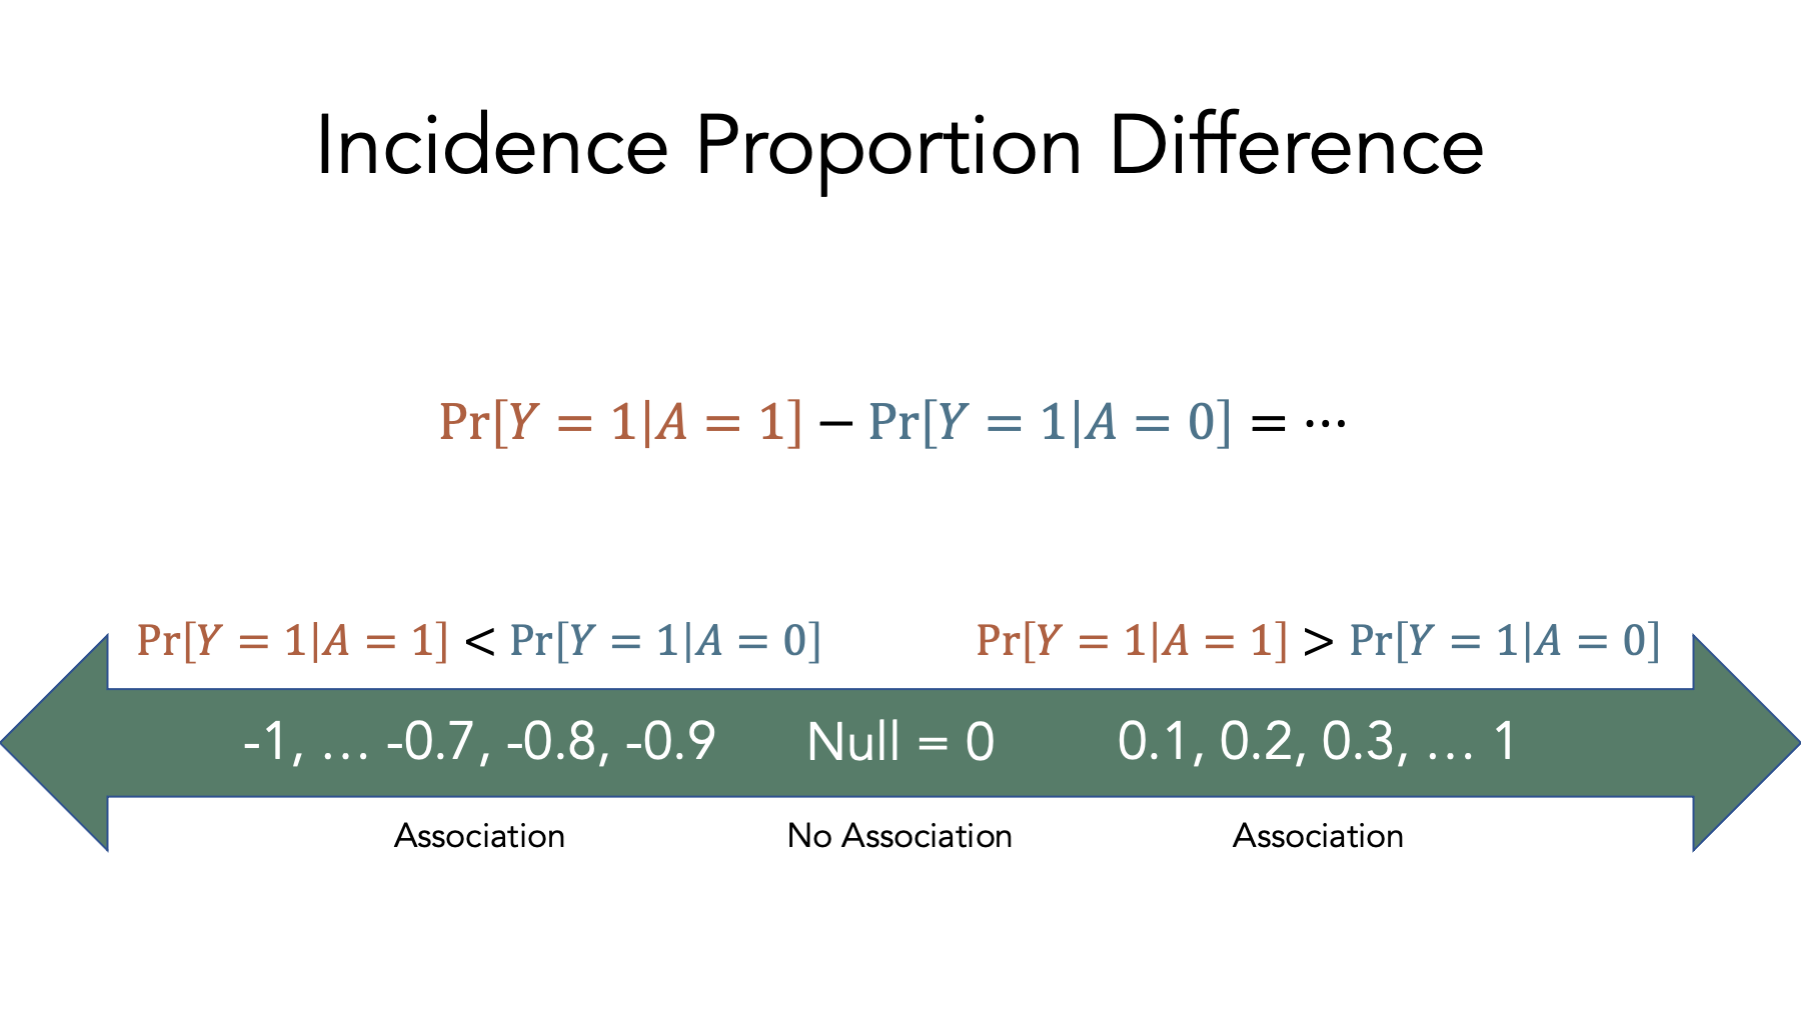 Incidence Proportion Difference
Pr[Y = 1|A = 1] − Pr[Y = 1|A = 0] = ⋯
Pr[Y = 1|A = 1] < Pr[Y = 1|A = 0]
Pr[Y = 1|A = 1] > Pr[Y = 1|A = 0]
-1, … -0.7, -0.8, -0.9
Null = 0
0.1, 0.2, 0.3, … 1
Association
No Association
Association